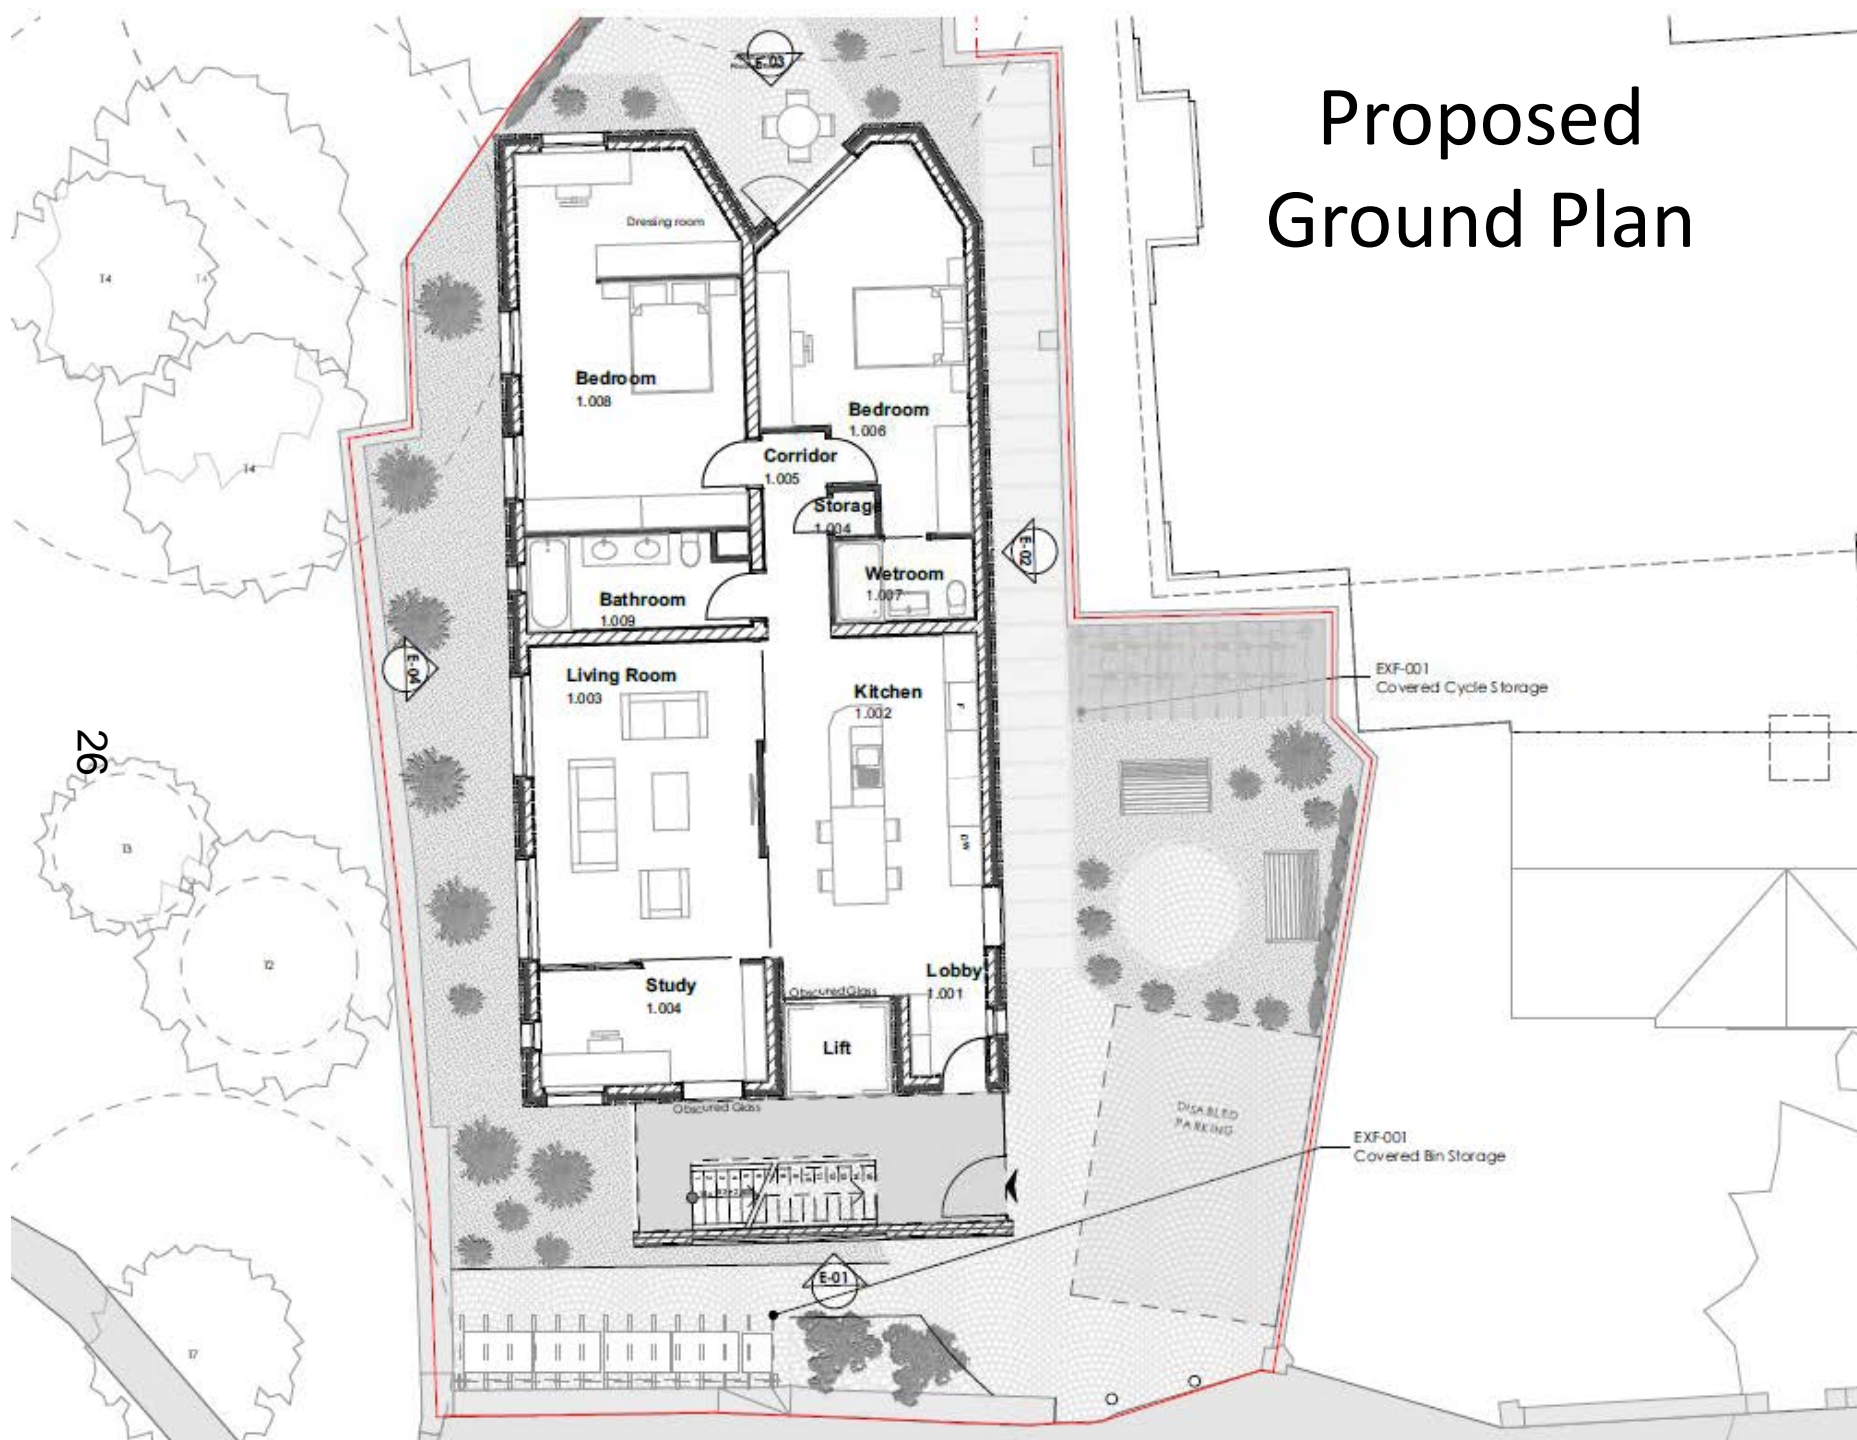 Proposed
Ground Plan
E-03
Dressing room
T4
T4
Bedroom
1.008
Bedroom
1.006
Corridor
1.005
T4
Storage
1.004
E-02
Wetroom
1.007
Bathroom
1.009
E-04
Living Room
1.003
Kitchen
1.002
F
EXF-001
Covered Cycle Storage
26
DW
T3
T2
Lobby
1.001
Study
1.004
Obscured Glass
Lift
Obscured Glass
DISABLED
PARKING
EXF-001
Covered Bin Storage
E-01
T7